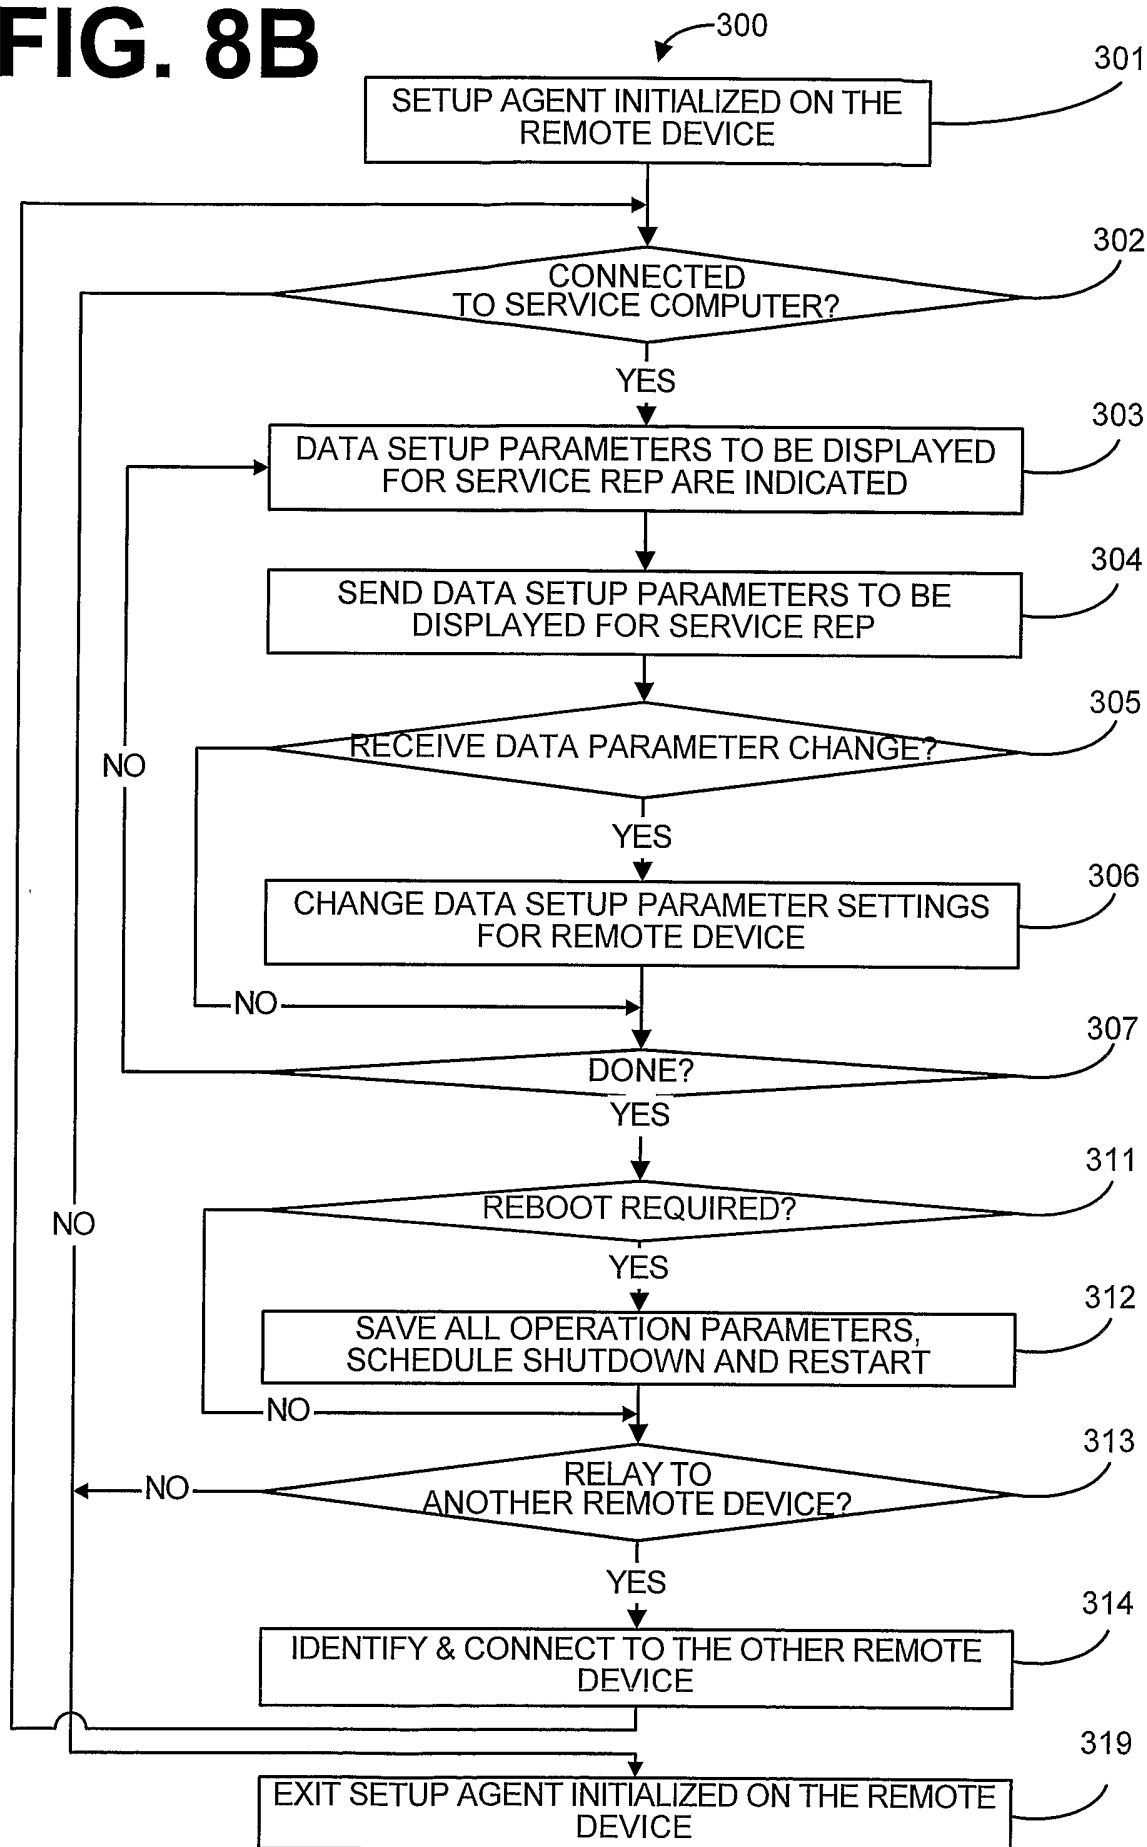 FIG. 8B
300
301
SETUP AGENT INITIALIZED ON THE
REMOTE DEVICE
302
CONNECTED
TO SERVICE COMPUTER?
YES
303
DATA SETUP PARAMETERS TO BE DISPLAYED
FOR SERVICE REP ARE INDICATED
304
SEND DATA SETUP PARAMETERS TO BE
DISPLAYED FOR SERVICE REP
305
RECEIVE DATA PARAMETER CHANGE?
NO
YES
306
CHANGE DATA SETUP PARAMETER SETTINGS
FOR REMOTE DEVICE
NO
307
DONE?
YES
311
REBOOT REQUIRED?
NO
YES
312
SAVE ALL OPERATION PARAMETERS,
SCHEDULE SHUTDOWN AND RESTART
NO
313
RELAY TO
ANOTHER REMOTE DEVICE?
NO
YES
314
IDENTIFY & CONNECT TO THE OTHER REMOTE
DEVICE
319
EXIT SETUP AGENT INITIALIZED ON THE REMOTE
DEVICE